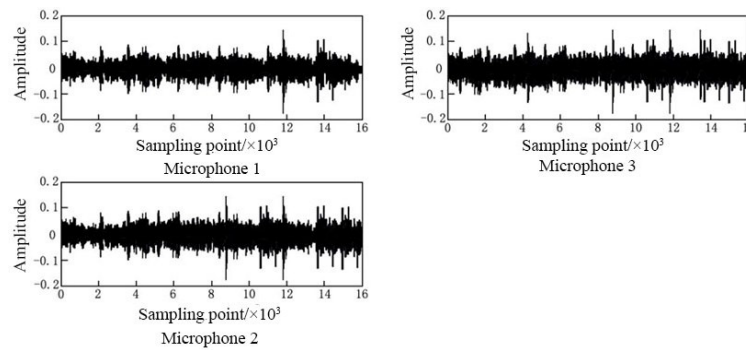 Amplitude
0.2
0.1
0
-0.1
-0.2
0 2 4 6 8 10 12 14 16
Sampling point/×10³
Microphone 1
Amplitude
0.2
0.1
0
-0.1
-0.2
0 2 4 6 8 10 12 14 16
Sampling point/×10³
Microphone 3
Amplitude
0.2
0.1
0
-0.1
-0.2
0 2 4 6 8 10 12 14 16
Sampling point/×10³
Microphone 2